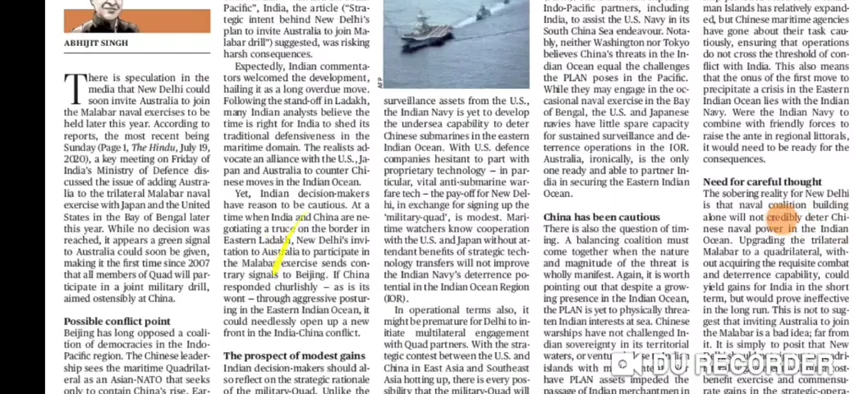 ABHIJIT SINGH
There is speculation in the
media that New Delhi could
soon invite Australia to join
the Malabar naval exercises to be
held later this year. According to
reports, the most recent being
Sunday (Page 1, The Hindu, July 19,
2020), a key meeting on Friday of
India's Ministry of Defence dis-
cussed the issue of adding Austra-
lia to the trilateral Malabar naval
exercise with Japan and the United
States in the Bay of Bengal later
this year. While no decision was
reached, it appears a green signal
to Australia could soon be given,
making it the first time since 2007
that all members of Quad will par-
ticipate in a joint military drill,
aimed ostensibly at China.
Possible conflict point
Beijing has long opposed a coali-
tion of democracies in the Indo-
Pacific region. The Chinese leader-
ship sees the maritime Quadrilat-
eral as an Asian-NATO that seeks
only to contain China's rise. Ear-
Pacific", India, the article ("Stra-
tegic intent behind New Delhi's
plan to invite Australia to join Ma-
labar drill") suggested, was risking
harsh consequences.
Expectedly, Indian commenta-
tors welcomed the development,
hailing it as a long overdue move.
Following the stand-off in Ladakh,
many Indian analysts believe the
time is right for India to shed its
traditional defensiveness in the
maritime domain. The realists ad-
vocate an alliance with the U.S., Ja-
pan and Australia to counter Chi-
nese moves in the Indian Ocean.
Yet, Indian decision-makers
have reason to be cautious. At a
time when India and China are ne-
gotiating a truce on the border in
Eastern Ladakh, New Delhi's invi-
tation to Australia to participate in
the Malabar exercise sends con-
trary signals to Beijing. If China
responded churlishly – as is its
wont – through aggressive postur-
ing in the Eastern Indian Ocean, it
could needlessly open up a new
front in the India-China conflict.
The prospect of modest gains
Indian decision-makers should al-
so reflect on the strategic rationale
of the military-Quad. Unlike the
AFP
surveillance assets from the U.S.,
the Indian Navy is yet to develop
the undersea capability to deter
Chinese submarines in the eastern
Indian Ocean. With U.S. defence
companies hesitant to part with
proprietary technology – in par-
ticular, vital anti-submarine war-
fare tech – the pay-off for New Del-
hi, in exchange for signing up the
'military-quad', is modest. Mari-
time watchers know cooperation
with the U.S. and Japan without at-
tendant benefits of strategic tech-
nology transfers will not improve
the Indian Navy's deterrence po-
tential in the Indian Ocean Region
(IOR).
In operational terms also, it
might be premature for Delhi to in-
itiate multilateral engagement
with Quad partners. With the stra-
tegic contest between the U.S. and
China in East Asia and Southeast
Asia hotting up, there is every pos-
sibility that the military-Quad will
Indo-Pacific partners, including
India, to assist the U.S. Navy in its
South China Sea endeavour. Nota-
bly, neither Washington nor Tokyo
believes China's threats in the In-
dian Ocean equal the challenges
the PLAN poses in the Pacific.
While they may engage in the oc-
casional naval exercise in the Bay
of Bengal, the U.S. and Japanese
navies have little spare capacity
for sustained surveillance and de-
terrence operations in the IOR.
Australia, ironically, is the only
one ready and able to partner In-
dia in securing the Eastern Indian
Ocean.
China has been cautious
There is also the question of tim-
ing. A balancing coalition must
come together when the nature
and magnitude of the threat is
wholly manifest. Again, it is worth
pointing out that despite a grow-
ing presence in the Indian Ocean,
the PLAN is yet to physically threa-
ten Indian interests at sea. Chinese
warships have not challenged In-
dian sovereignty in its territorial
waters, or
islands with
have PLAN assets impeded the
passage of Indian merchantmen in
man Islands has relatively expand-
ed, but Chinese maritime agencies
have gone about their task cau-
tiously, ensuring that operations
do not cross the threshold of con-
flict with India. This also means
that the onus of the first move to
precipitate a crisis in the Eastern
Indian Ocean lies with the Indian
Navy. Were the Indian Navy to
combine with friendly forces to
raise the ante in regional littorals,
it would need to be ready for the
consequences.
Need for careful thought
The sobering reality for New Delhi
is that naval coalition building
alone will not credibly deter Chi-
nese naval power in the Indian
Ocean. Upgrading the trilateral
Malabar to a quadrilateral, with-
out acquiring the requisite combat
and deterrence capability, could
yield gains for India in the short
term, but would prove ineffective
in the long run. This is not to sug-
gest that inviting Australia to join
the Malabar is a bad idea; far from
it. It is simply to posit that New
benefit exercise and commensu-
rate gains in the strategic-opera-
DU RECORDER